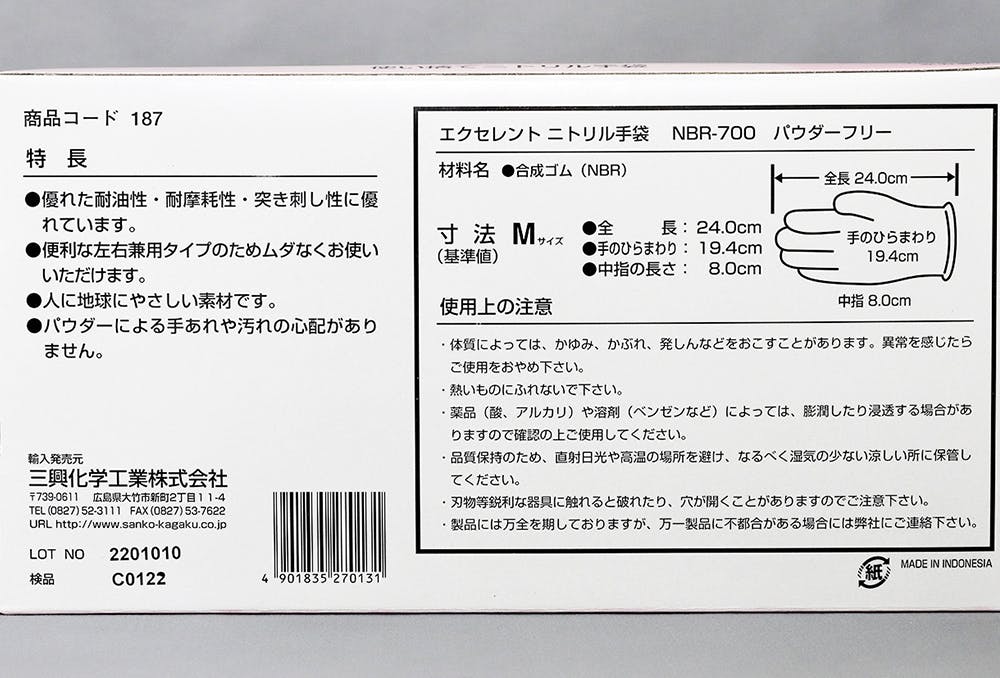 使い捨てニトリル手袋
商品コード 187
特 長
●優れた耐油性・耐摩耗性・突き刺し性に優
れています。
●便利な左右兼用タイプのためムダなくお使い
いただけます。
●人に地球にやさしい素材です。
●パウダーによる手あれや汚れの心配があり
ません。
輸入発売元
三興化学工業株式会社
〒739-0611 広島県大竹市新町2丁目11-4
TEL (0827) 52-3111 FAX (0827) 53-7622
URL http://www.sanko-kagaku.co.jp
LOT NO 2201010
検品 C0122
4 901835 270131
エクセレント ニトリル手袋 NBR-700 パウダーフリー
材料名 ●合成ゴム(NBR)
寸 法 Mサイズ
(基準値)
●全 長: 24.0cm
●手のひらまわり: 19.4cm
●中指の長さ: 8.0cm
全長 24.0cm
手のひらまわり
19.4cm
中指 8.0cm
使用上の注意
・体質によっては、かゆみ、かぶれ、発しんなどをおこすことがあります。異常を感じたら
ご使用をおやめ下さい。
・熱いものにふれないで下さい。
・薬品(酸、アルカリ)や溶剤(ベンゼンなど)によっては、膨潤したり浸透する場合があ
りますので確認の上ご使用してください。
・品質保持のため、直射日光や高温の場所を避け、なるべく湿気の少ない涼しい所に保管し
てください。
・刃物等鋭利な器具に触れると破れたり、穴が開くことがありますのでご注意下さい。
・製品には万全を期しておりますが、万一製品に不都合がある場合には弊社にご連絡下さい。
紙
MADE IN INDONESIA